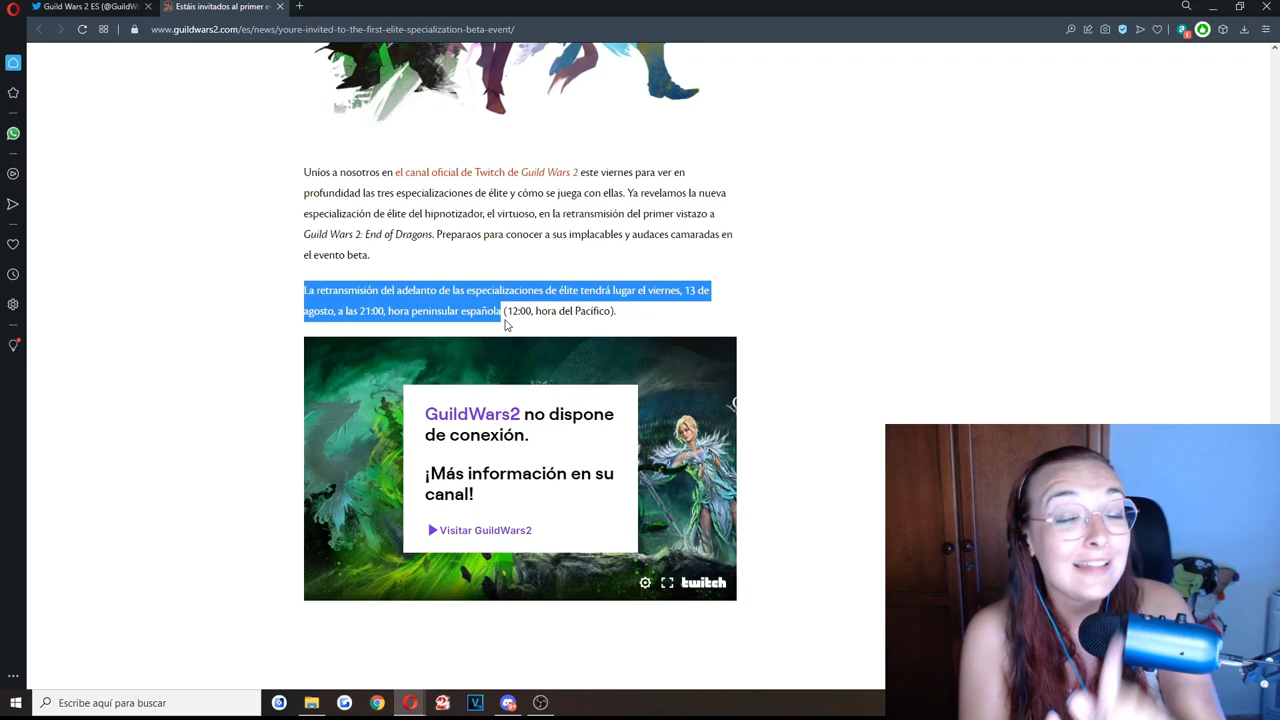 Guild Wars 2 ES (@GuildW
Estáis invitados al primer e
www.guildwars2.com/es/news/youre-invited-to-the-first-elite-specialization-beta-event/
Uníos a nosotros en el canal oficial de Twitch de Guild Wars 2 este viernes para ver en
profundidad las tres especializaciones de élite y cómo se juega con ellas. Ya revelamos la nueva
especialización de élite del hipnotizador, el virtuoso, en la retransmisión del primer vistazo a
Guild Wars 2: End of Dragons. Preparaos para conocer a sus implacables y audaces camaradas en
el evento beta.
La retransmisión del adelanto de las especializaciones de élite tendrá lugar el viernes, 13 de
agosto, a las 21:00, hora peninsular española (12:00, hora del Pacífico).
GuildWars2 no dispone
de conexión.
¡Más información en su
canal!
Visitar GuildWars2
twitch
Escribe aquí para buscar